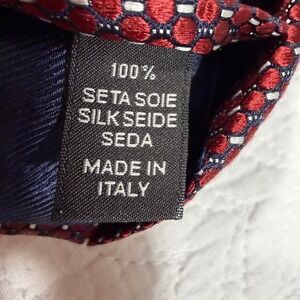 100%
SETA SOIE
SILK SEIDE
SEDA
MADE IN
ITALY